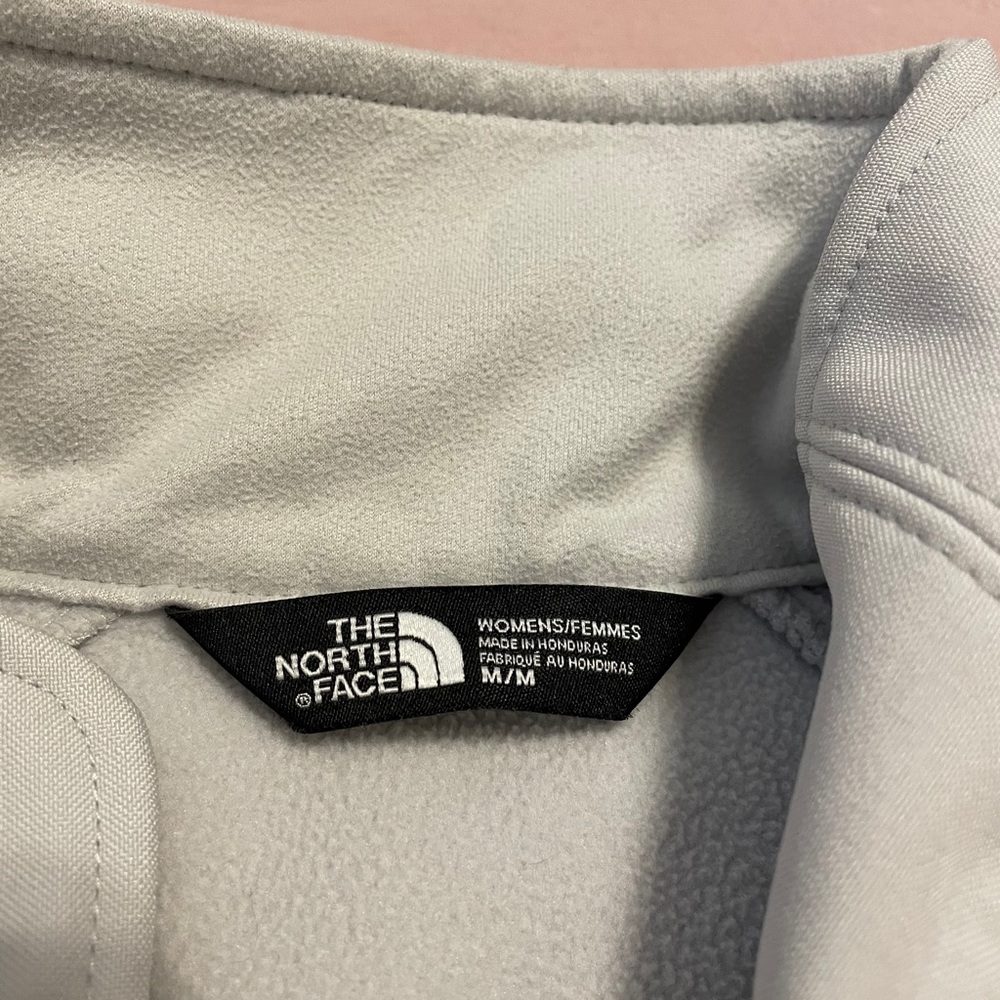 THE
NORTH
®FACE
WOMENS/FEMMES
MADE IN HONDURAS
FABRIQUÉ AU HONDURAS
M/M